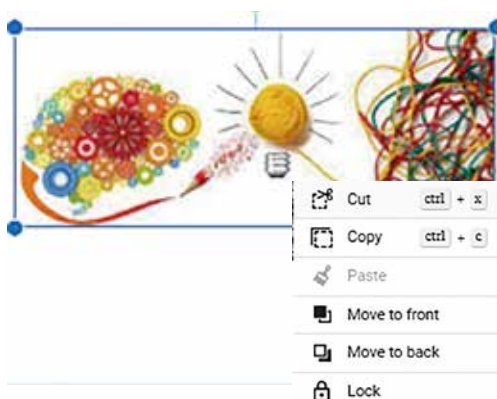 Cut ctrl + x
Copy ctrl + c
Paste
Move to front
Move to back
Lock